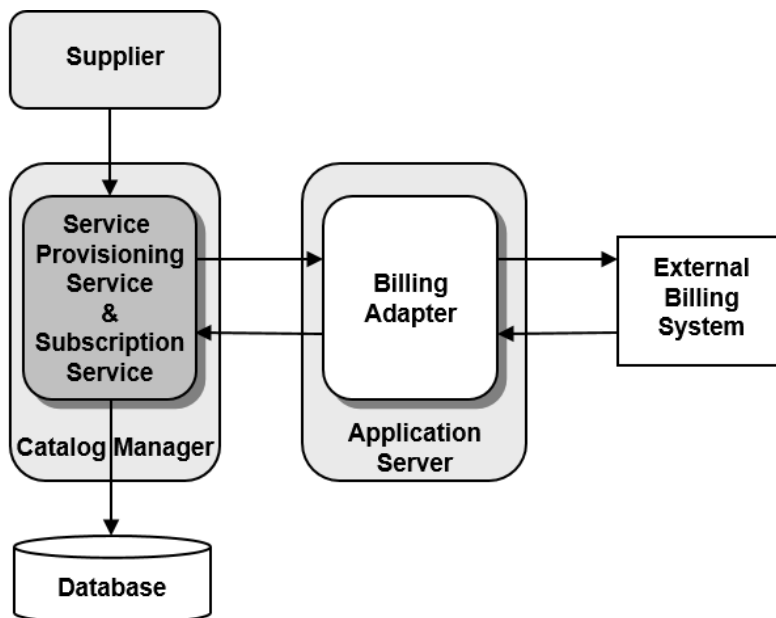 Supplier
Service
Provisioning
Service
&
Subscription
Service
Catalog Manager
Billing
Adapter
Application
Server
External
Billing
System
Database